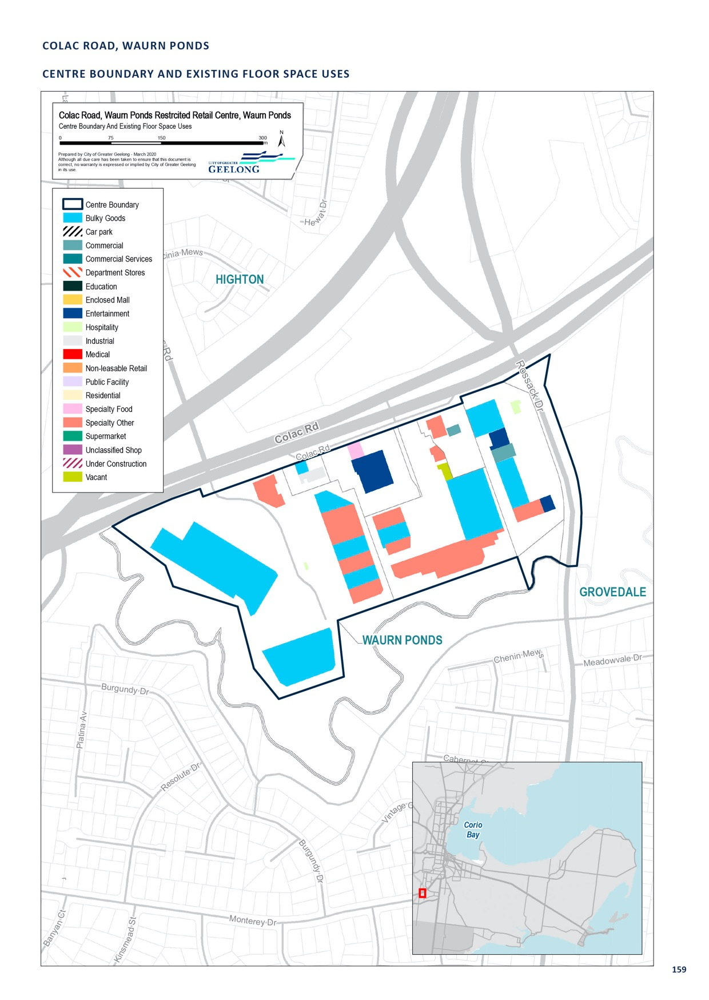 COLAC ROAD, WAURN PONDS
CENTRE BOUNDARY AND EXISTING FLOOR SPACE USES
Colac Road, Waurn Ponds Restrcited Retail Centre, Waurn Ponds
Centre Boundary And Existing Floor Space Uses
0 75 150 300
m
N
Prepared by City of Greater Geelong - March 2020
Although all due care has been taken to ensure that this document is
correct, no warranty is expressed or implied by City of Greater Geelong
in its use.
CITY OF GREATER
GEELONG
Centre Boundary
Bulky Goods
Car park
Commercial
Commercial Services
Department Stores
Education
Enclosed Mall
Entertainment
Hospitality
Industrial
Medical
Non-leasable Retail
Public Facility
Residential
Specialty Food
Specialty Other
Supermarket
Unclassified Shop
Under Construction
Vacant
Hewat Dr
cinia Mews
HIGHTON
Rd
Rossack Dr
Colac Rd
Colac Rd
GROVEDALE
WAURN PONDS
Chenin Mews
Meadowvale Dr
Burgundy Dr
Platina Av
Resolute Dr
Cabernet
Vintage
Burgundy Dr
Corio
Bay
Monterey Dr
Banyan Ct
Kinsmead St
159